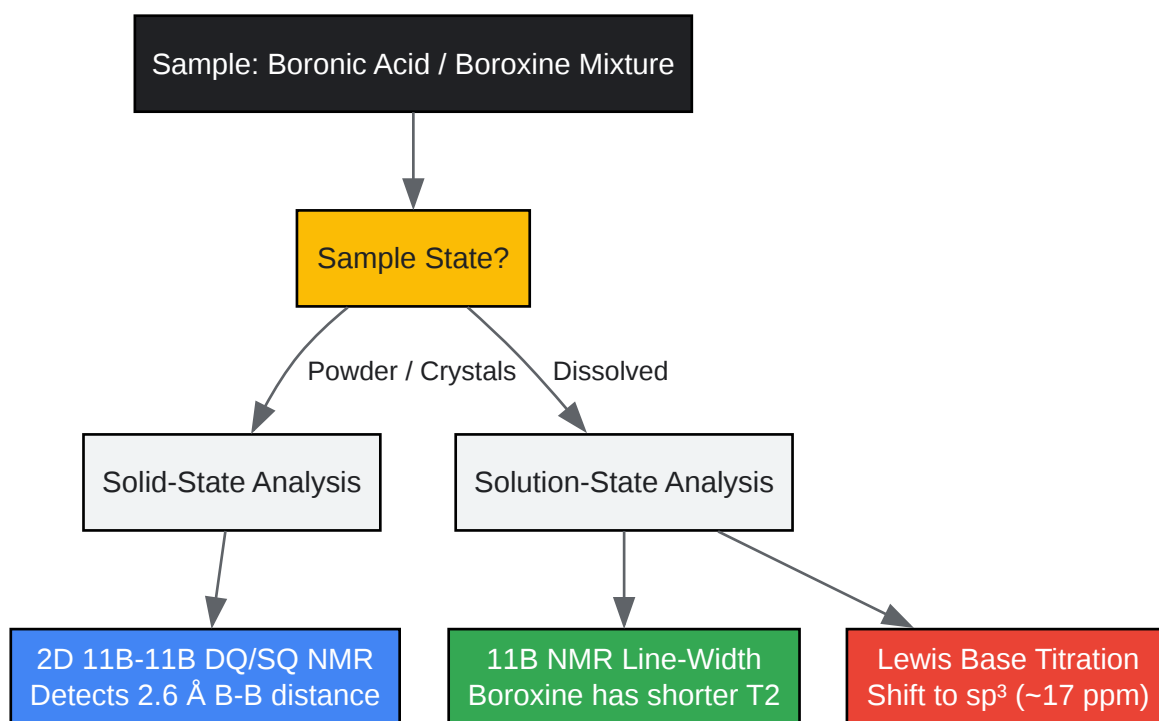 Sample: Boronic Acid / Boroxine Mixture
Sample State?
Powder / Crystals
Dissolved
Solid-State Analysis
Solution-State Analysis
2D 11B-11B DQ/SQ NMR
Detects 2.6 Å B-B distance
11B NMR Line-Width
Boroxine has shorter T2
Lewis Base Titration
Shift to sp³ (~17 ppm)